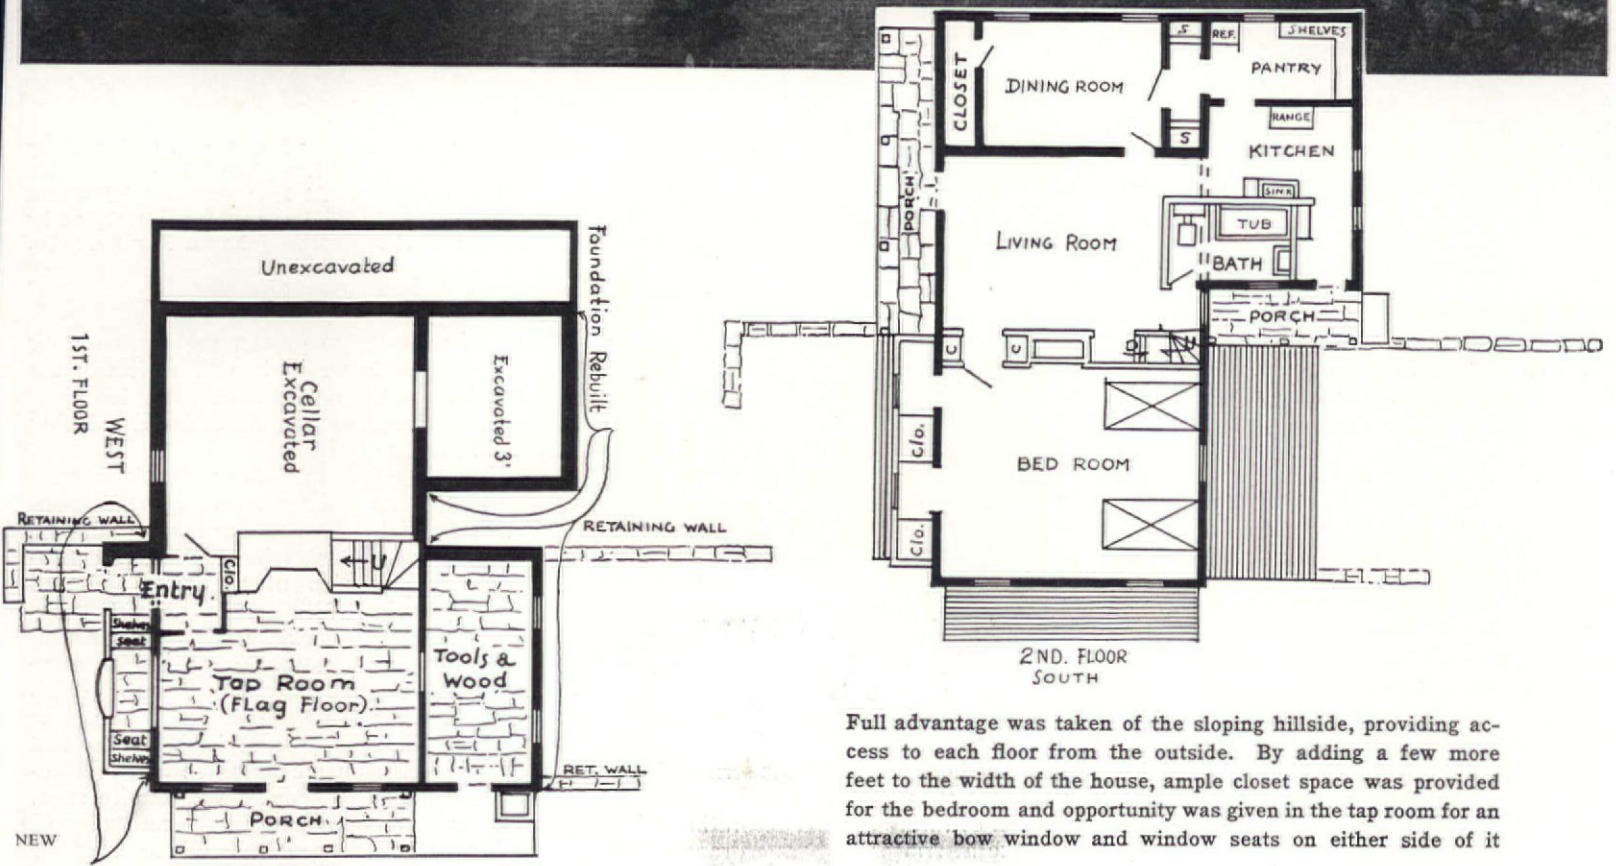 Unexcavated
Foundation Rebuilt
Cellar
Excavated
Excavated 3'
1ST. FLOOR
WEST
RETAINING WALL
RETAINING WALL
Entry
Clo.
U
Shelves
Seat
Tap Room
(Flag Floor)
Tools &
Wood
Seat
Shelves
RET. WALL
PORCH
NEW
CLOSET
DINING ROOM
S
REF.
SHELVES
PANTRY
S
RANGE
KITCHEN
SINK
PORCH
LIVING ROOM
TUB
BATH
PORCH
C
C
Clo.
BED ROOM
Clo.
2ND. FLOOR
SOUTH
Full advantage was taken of the sloping hillside, providing ac-
cess to each floor from the outside. By adding a few more
feet to the width of the house, ample closet space was provided
for the bedroom and opportunity was given in the tap room for an
attractive bow window and window seats on either side of it